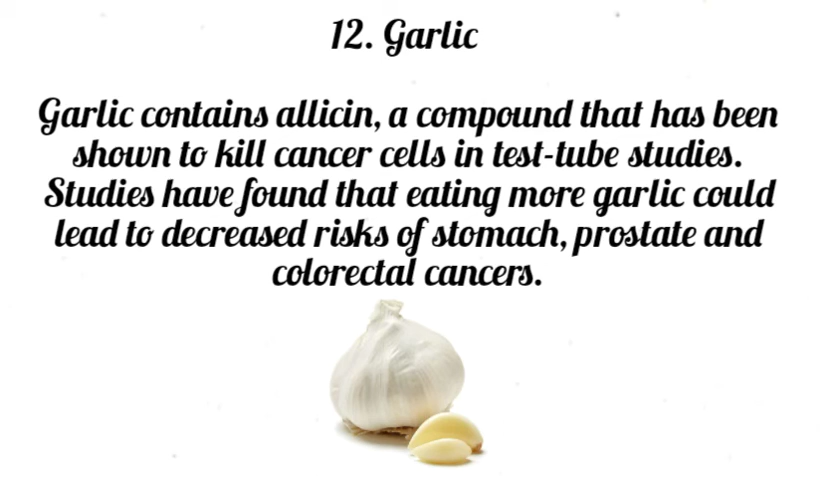 12. Garlic
Garlic contains allicin, a compound that has been
shown to kill cancer cells in test-tube studies.
Studies have found that eating more garlic could
lead to decreased risks of stomach, prostate and
colorectal cancers.